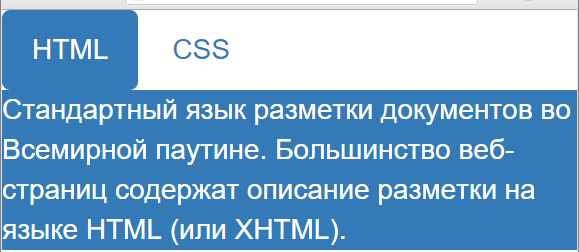 HTML CSS
Стандартный язык разметки документов во
Всемирной паутине. Большинство веб-
страниц содержат описание разметки на
языке HTML (или XHTML).